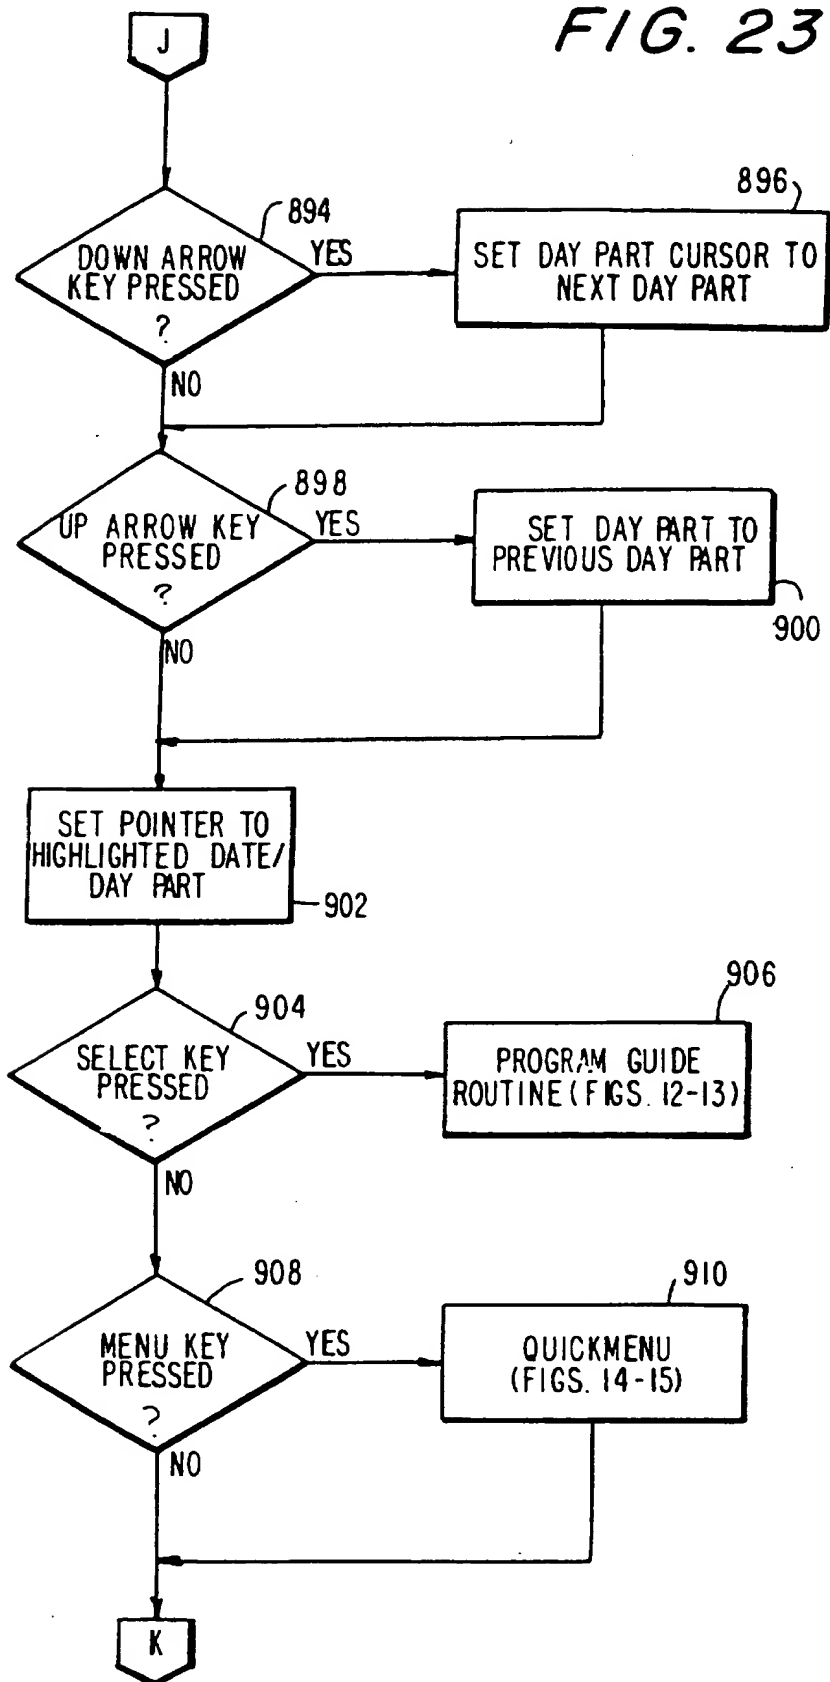 FIG. 23
J
894
DOWN ARROW
KEY PRESSED
?
YES
896
SET DAY PART CURSOR TO
NEXT DAY PART
NO
898
UP ARROW KEY
PRESSED
?
YES
SET DAY PART TO
PREVIOUS DAY PART
900
NO
SET POINTER TO
HIGHLIGHTED DATE/
DAY PART
902
904
SELECT KEY
PRESSED
?
YES
906
PROGRAM GUIDE
ROUTINE (FIGS. 12-13)
NO
908
MENU KEY
PRESSED
?
YES
910
QUICKMENU
(FIGS. 14-15)
NO
K